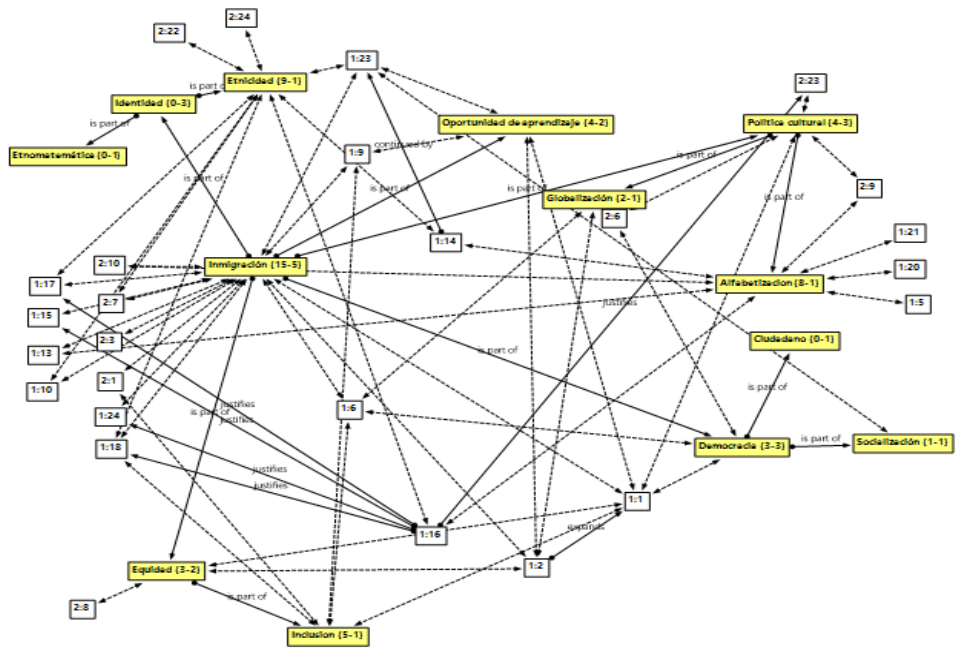 2:24
2:22
1:23
Etnicidad {9-1}
2:23
is part of
Identidad {0-3}
Oportunidad de aprendizaje {4-2}
Política cultural {4-3}
is part of
continued by
Etnometemática {0-1}
1:9
is part of
is part of
is part of
is part of
2:9
is part of
Globalización {2-1}
2:6
1:21
1:14
2:10
Inmigración {15-5}
1:20
1:17
Alfabetizacion {8-1}
2:7
justifies
1:5
1:15
2:3
Ciudadano {0-1}
1:13
is part of
2:1
1:10
is part of
justifies
1:6
1:24
is part of
justifies
is part of
1:18
Democracia {3-3}
Socialización {1-1}
justifies
justifies
1:1
expands
1:16
1:2
Equidad {3-2}
is part of
2:8
Inclusion {5-1}